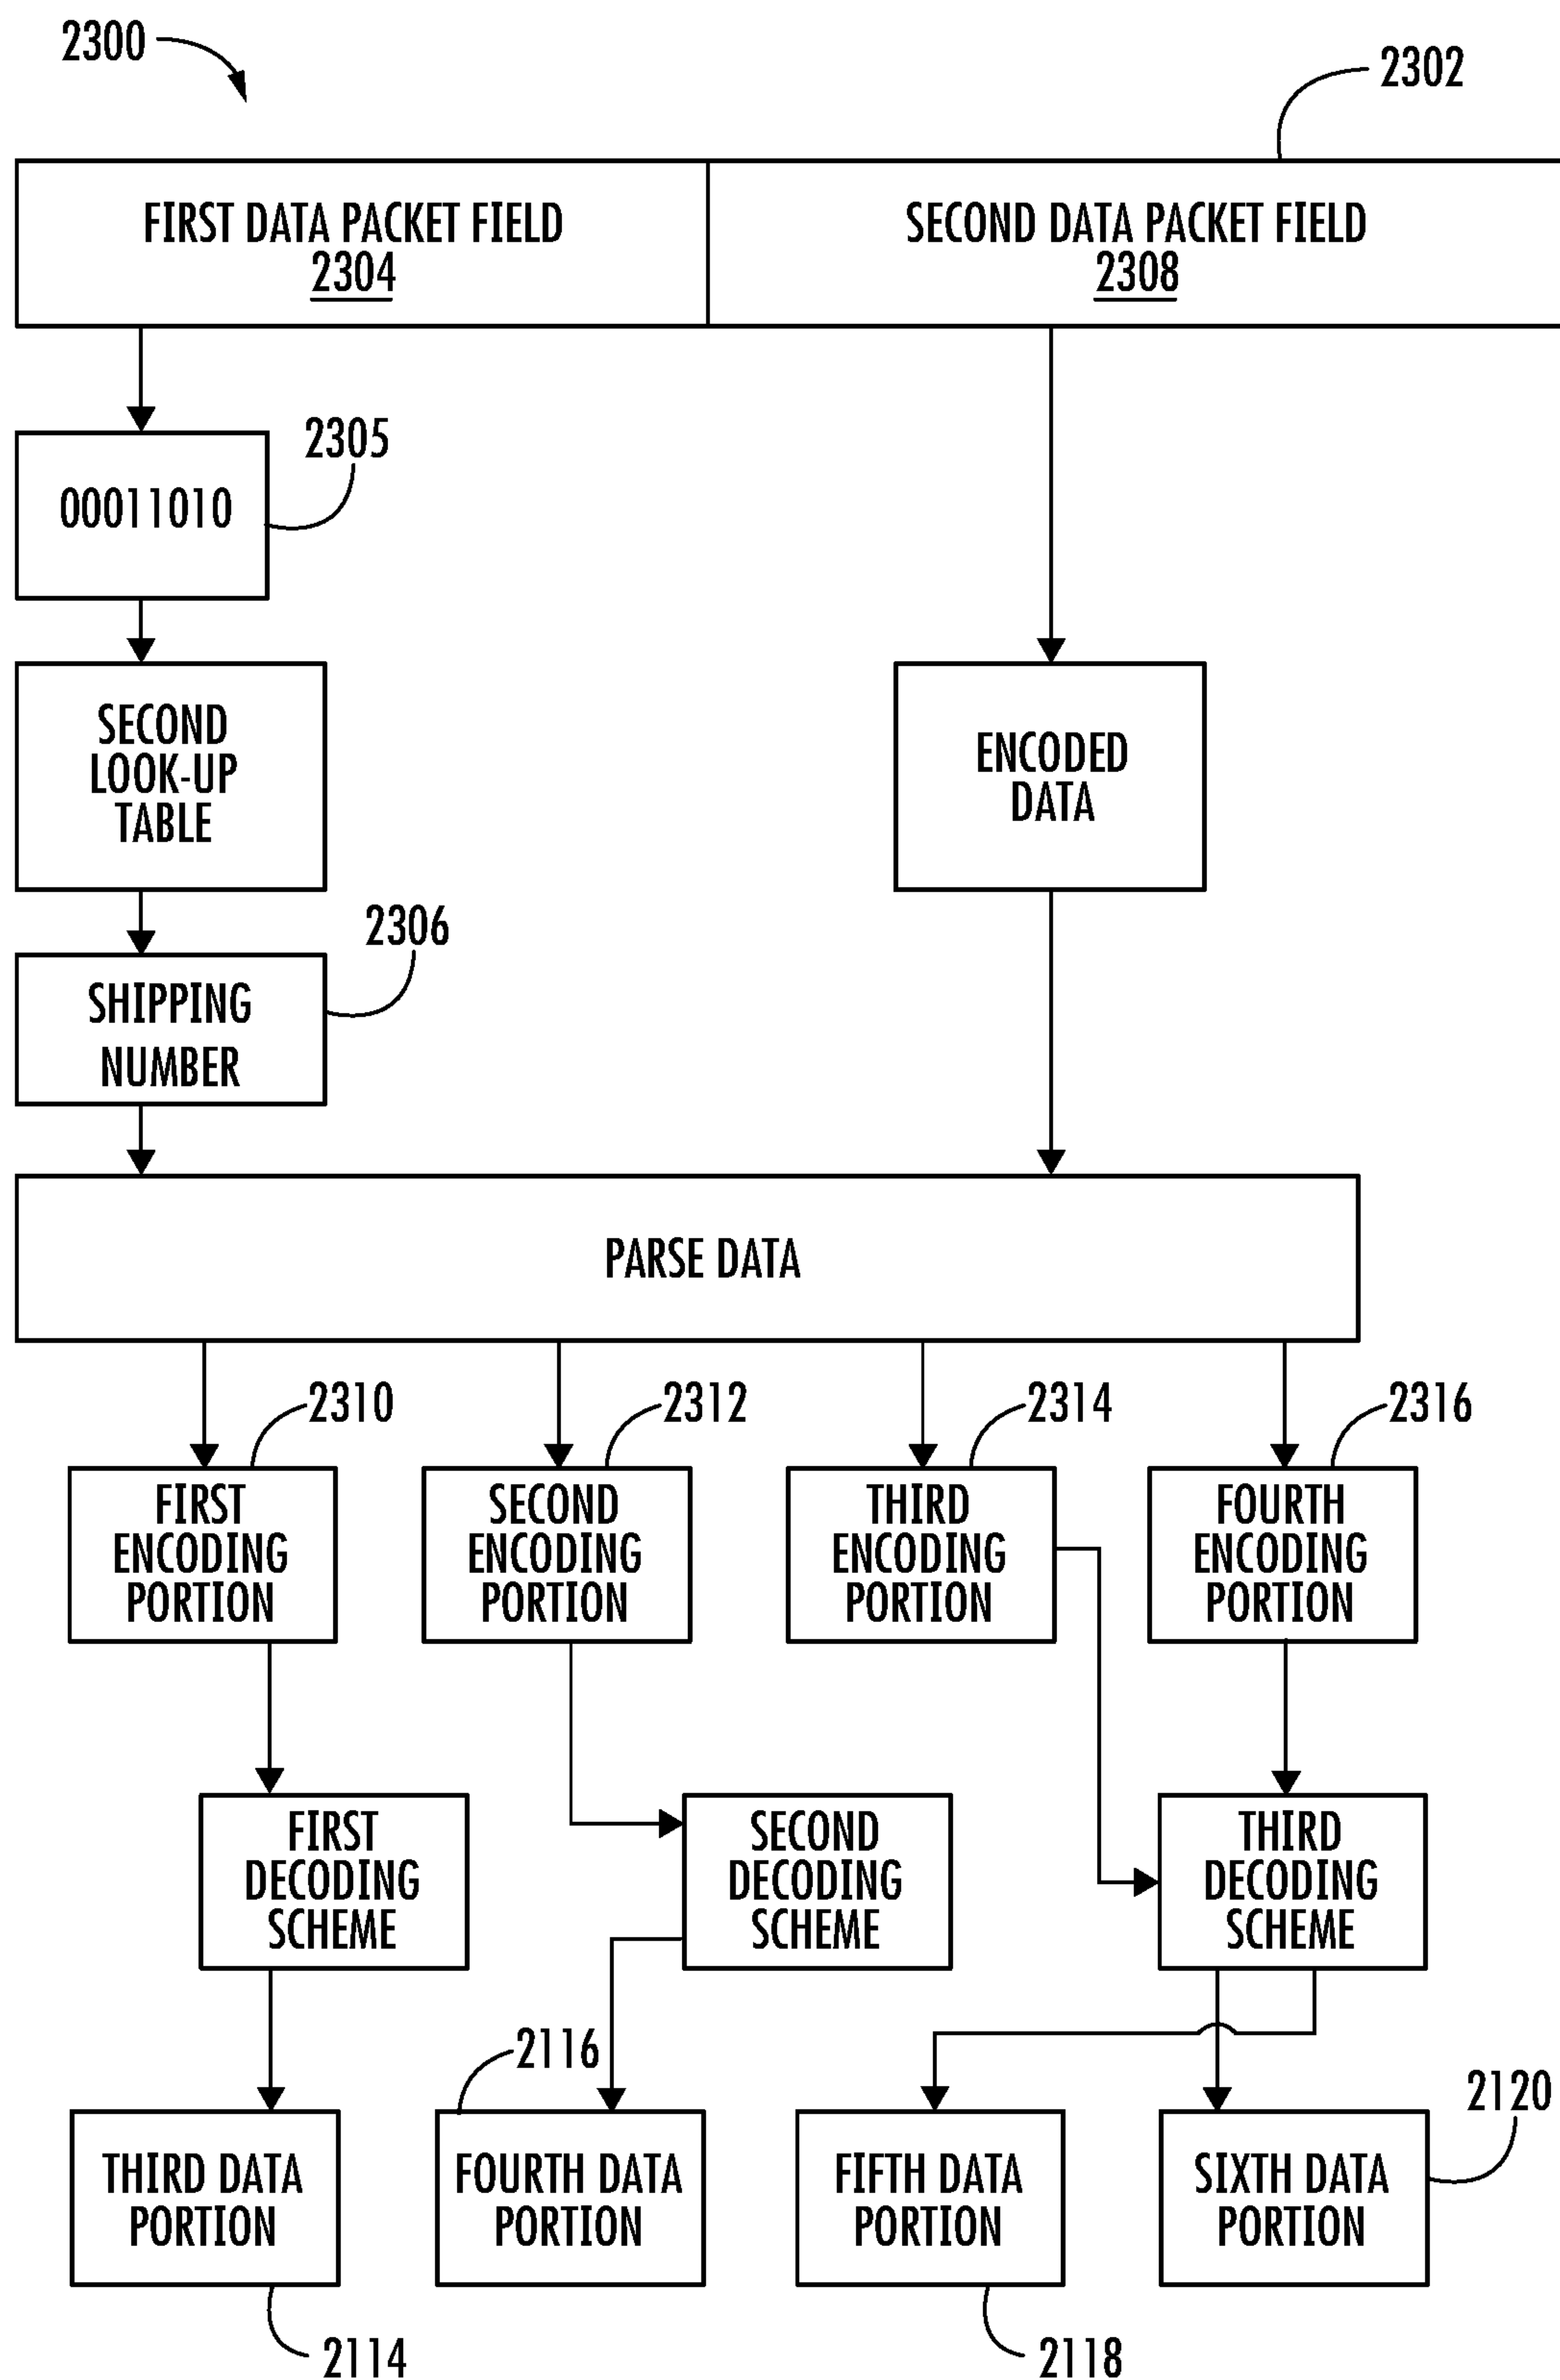 2300
2302
FIRST DATA PACKET FIELD
2304
SECOND DATA PACKET FIELD
2308
2305
00011010
SECOND
LOOK-UP
TABLE
ENCODED
DATA
2306
SHIPPING
NUMBER
PARSE DATA
2310
2312
2314
2316
FIRST
ENCODING
PORTION
SECOND
ENCODING
PORTION
THIRD
ENCODING
PORTION
FOURTH
ENCODING
PORTION
FIRST
DECODING
SCHEME
SECOND
DECODING
SCHEME
THIRD
DECODING
SCHEME
2116
2120
THIRD DATA
PORTION
FOURTH DATA
PORTION
FIFTH DATA
PORTION
SIXTH DATA
PORTION
2114
2118